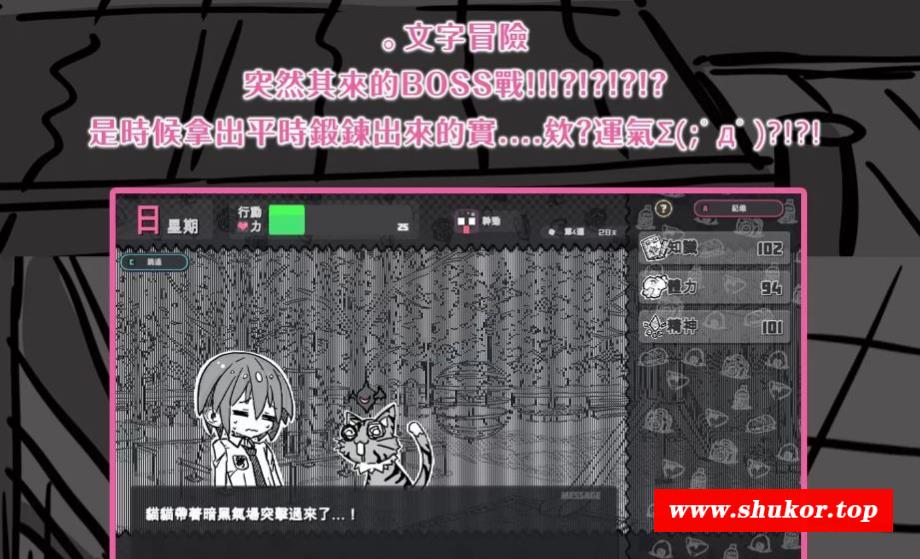 。文字冒險
突然其來的BOSS戰!!!?!?!?!?
是時候拿出平時鍛鍊出來的實....欸?運氣Σ(;ﾟдﾟ)?!?!
日 星期
行動
❤力
25
幹勁
第4週 28天
?
A 記錄
C 跳過
知識 102
體力 94
精神 101
MESSAGE
貓貓帶著暗黑氣場突擊過來了...！
www.shukor.top